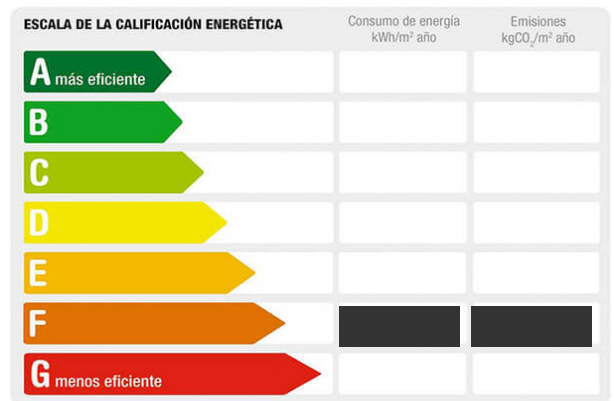 ESCALA DE LA CALIFICACIÓN ENERGÉTICA
Consumo de energía
kWh/m² año
Emisiones
kgCO₂/m² año
A más eficiente
B
C
D
E
F
G menos eficiente